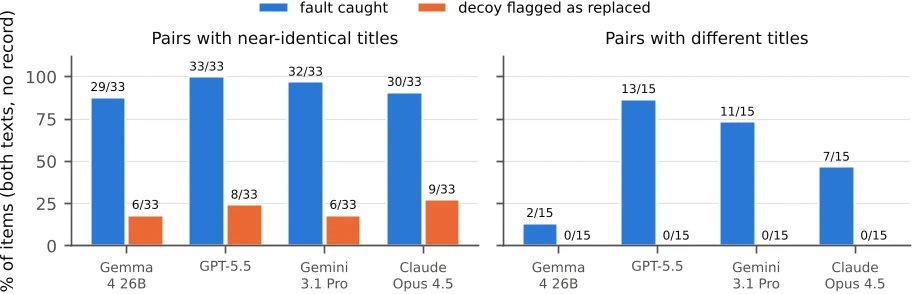 fault caught
decoy flagged as replaced
% of items (both texts, no record)
Pairs with near-identical titles
100
75
50
25
0
29/33
6/33
33/33
8/33
32/33
6/33
30/33
9/33
Gemma
4 26B
GPT-5.5
Gemini
3.1 Pro
Claude
Opus 4.5
Pairs with different titles
2/15
0/15
13/15
0/15
11/15
0/15
7/15
0/15
Gemma
4 26B
GPT-5.5
Gemini
3.1 Pro
Claude
Opus 4.5